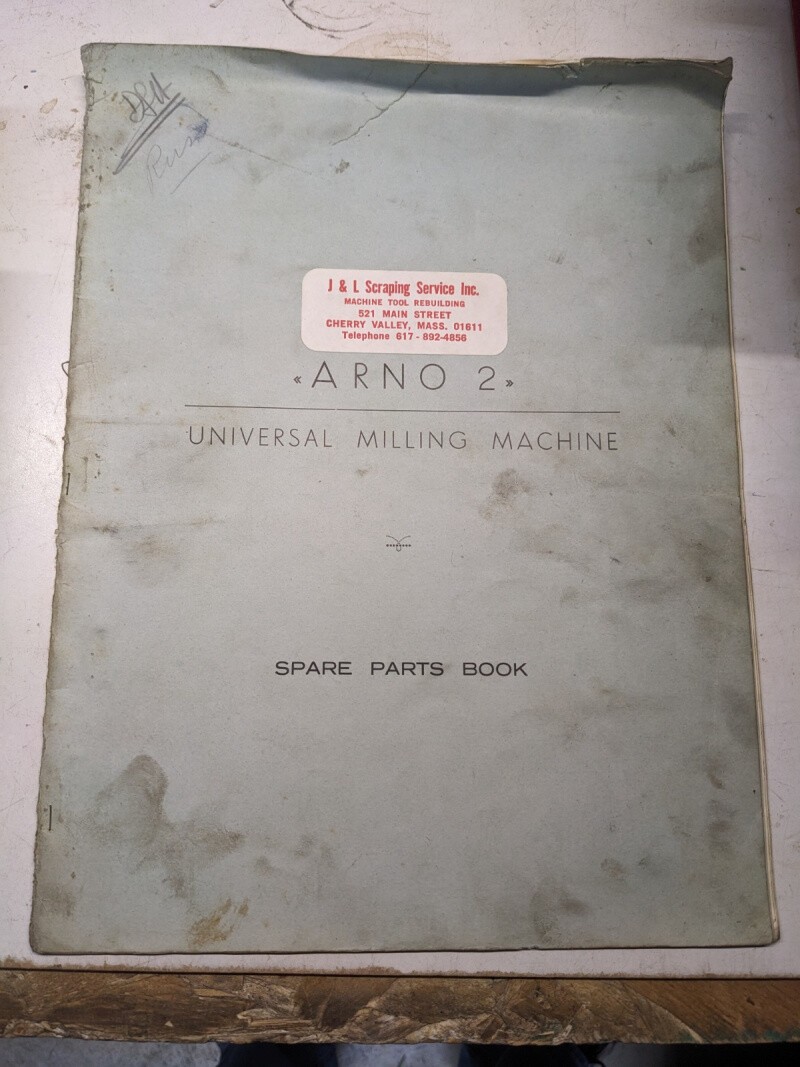 J & L Scraping Service Inc.
MACHINE TOOL REBUILDING
521 MAIN STREET
CHERRY VALLEY, MASS. 01611
Telephone 617-892-4856
«ARNO 2»
UNIVERSAL MILLING MACHINE
SPARE PARTS BOOK